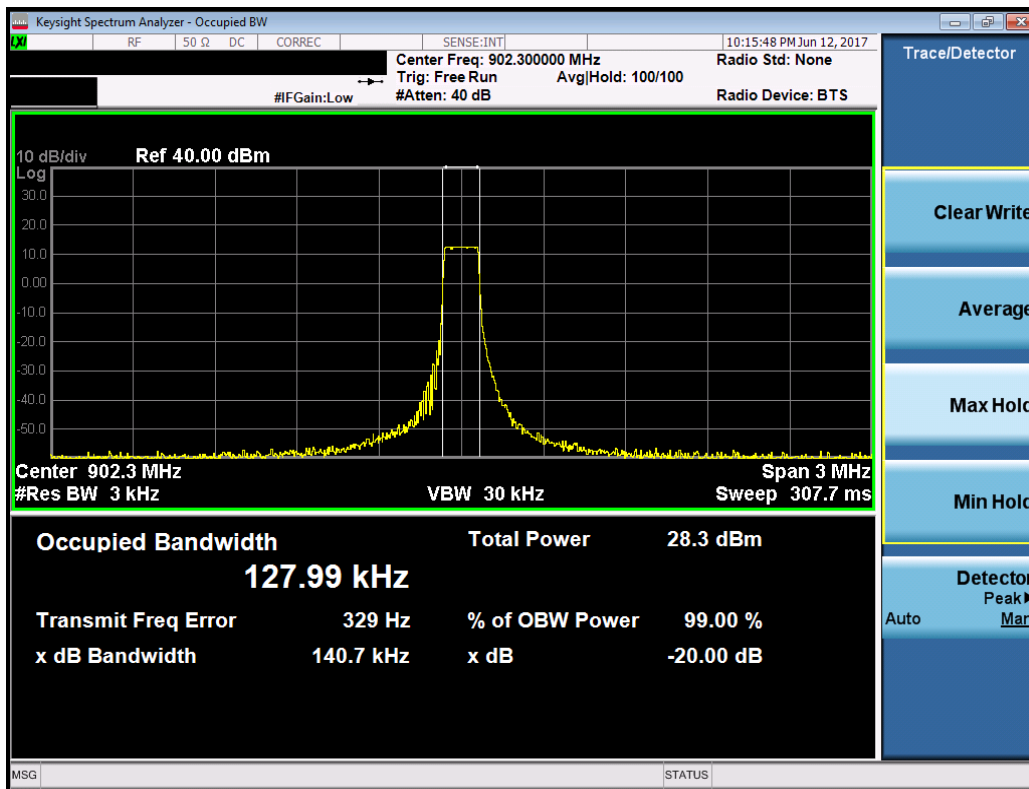 Keysight Spectrum Analyzer - Occupied BW
LXI RF 50 Ω DC CORREC SENSE:INT 10:15:48 PM Jun 12, 2017
Center Freq: 902.300000 MHz Radio Std: None
Trig: Free Run Avg|Hold: 100/100
#IFGain:Low #Atten: 40 dB Radio Device: BTS
10 dB/div Ref 40.00 dBm
Log
30.0
20.0
10.0
0.00
-10.0
-20.0
-30.0
-40.0
-50.0
Center 902.3 MHz Span 3 MHz
#Res BW 3 kHz VBW 30 kHz Sweep 307.7 ms
Occupied Bandwidth Total Power 28.3 dBm
127.99 kHz
Transmit Freq Error 329 Hz % of OBW Power 99.00 %
x dB Bandwidth 140.7 kHz x dB -20.00 dB
MSG STATUS
Trace/Detector
Clear Write
Average
Max Hold
Min Hold
Detector
Peak
Auto Man